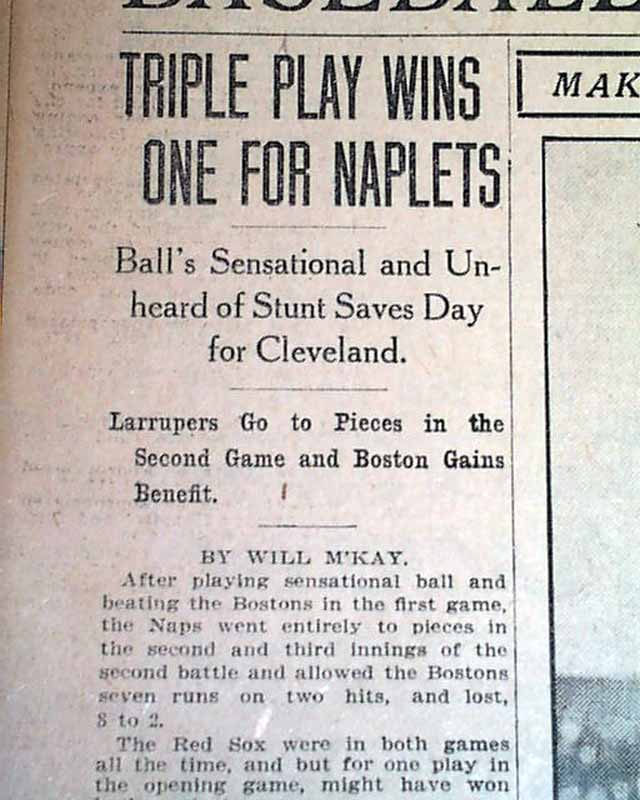 BASEBALL
TRIPLE PLAY WINS
ONE FOR NAPLETS
Ball's Sensational and Un-
heard of Stunt Saves Day
for Cleveland.
Larrupers Go to Pieces in the
Second Game and Boston Gains
Benefit.
BY WILL M'KAY.
After playing sensational ball and
beating the Bostons in the first game,
the Naps went entirely to pieces in
the second and third innings of the
second battle and allowed the Bostons
seven runs on two hits, and lost,
8 to 2.
The Red Sox were in both games
all the time, and but for one play in
the opening game, might have won
MAK